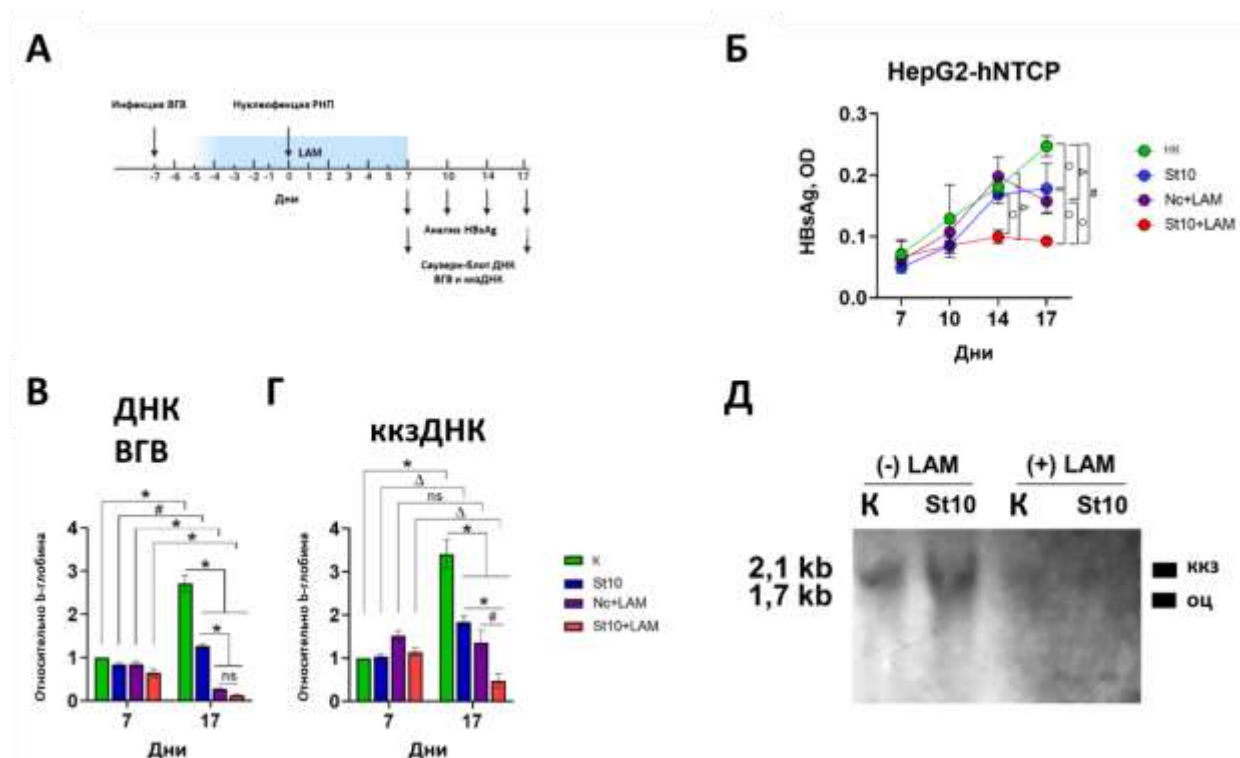 А
Инфекция ВГВ
Нуклеофекция РНП
LAM
-7 -6 -5 -4 -3 -2 -1 0 1 2 3 4 5 7 10 14 17
Дни
Анализ HBsAg
Саузерн-блот ДНК
ВГВ и ккзДНК
Б
HepG2-hNTCP
HBsAg, OD
0.3
0.2
0.1
0.0
7 10 14 17
Дни
НК
St10
Nc+LAM
St10+LAM
#
В
ДНК
ВГВ
Относительно b-глобина
4
3
2
1
0
*
#
*
*
*
*
ns
7 17
Дни
Г
ккзДНК
Относительно b-глобина
4
3
2
1
0
*
Δ
ns
Δ
*
*
#
7 17
Дни
К
St10
Nc+LAM
St10+LAM
Д
(-) LAM (+) LAM
К St10 К St10
2,1 kb
1,7 kb
ккз
оц